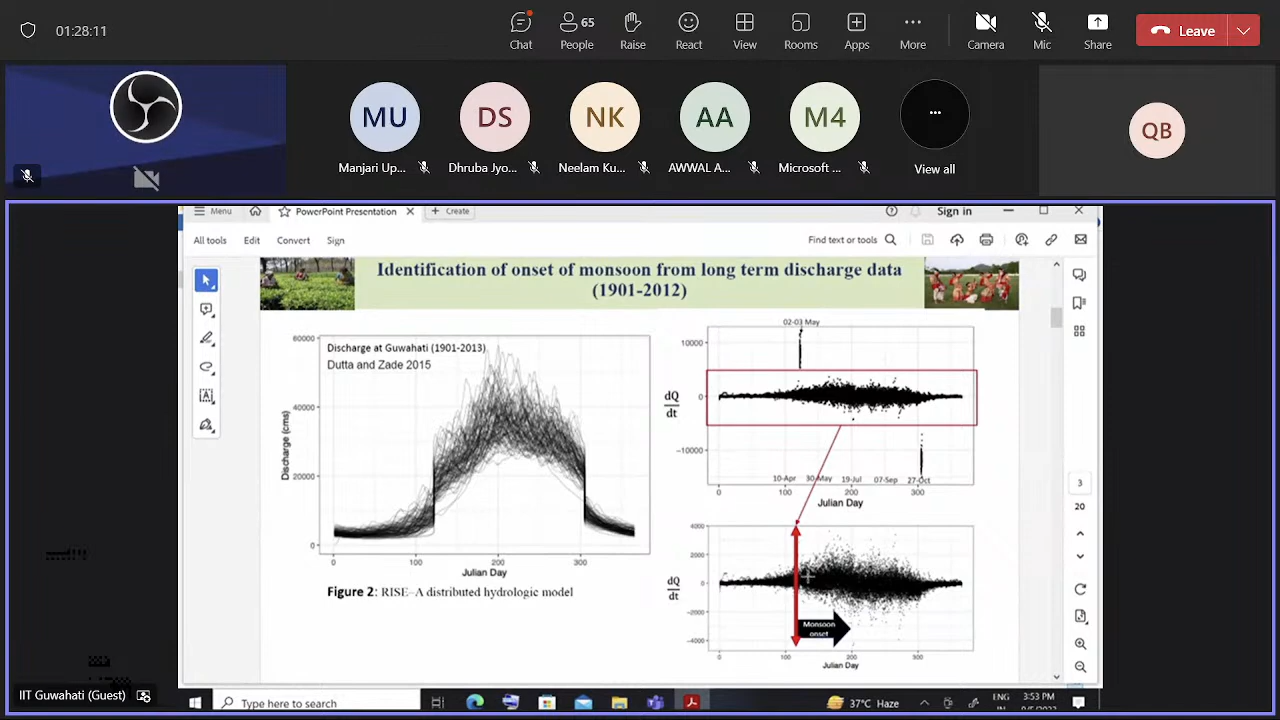 01:28:11
Chat
65
People
Raise
React
View
Rooms
Apps
More
Camera
Mic
Share
Leave
MU
DS
NK
AA
M4
QB
Manjari Up...
Dhruba Jyo...
Neelam Ku...
AWWAL A...
Microsoft ...
View all
Menu
PowerPoint Presentation
Create
Sign in
All tools
Edit
Convert
Sign
Find text or tools
Identification of onset of monsoon from long term discharge data
(1901-2012)
Discharge at Guwahati (1901-2013)
Dutta and Zade 2015
60000
40000
20000
0
Discharge (cms)
0
100
200
300
Julian Day
Figure 2: RISE–A distributed hydrologic model
02-03 May
10000
0
−10000
dQ
dt
10-Apr
30-May
19-Jul
07-Sep
27-Oct
0
100
200
300
Julian Day
4000
2000
0
−2000
−4000
dQ
dt
Monsoon
onset
0
100
200
300
Julian Day
3
20
IIT Guwahati (Guest)
Type here to search
37°C Haze
ENG
IN
3:53 PM